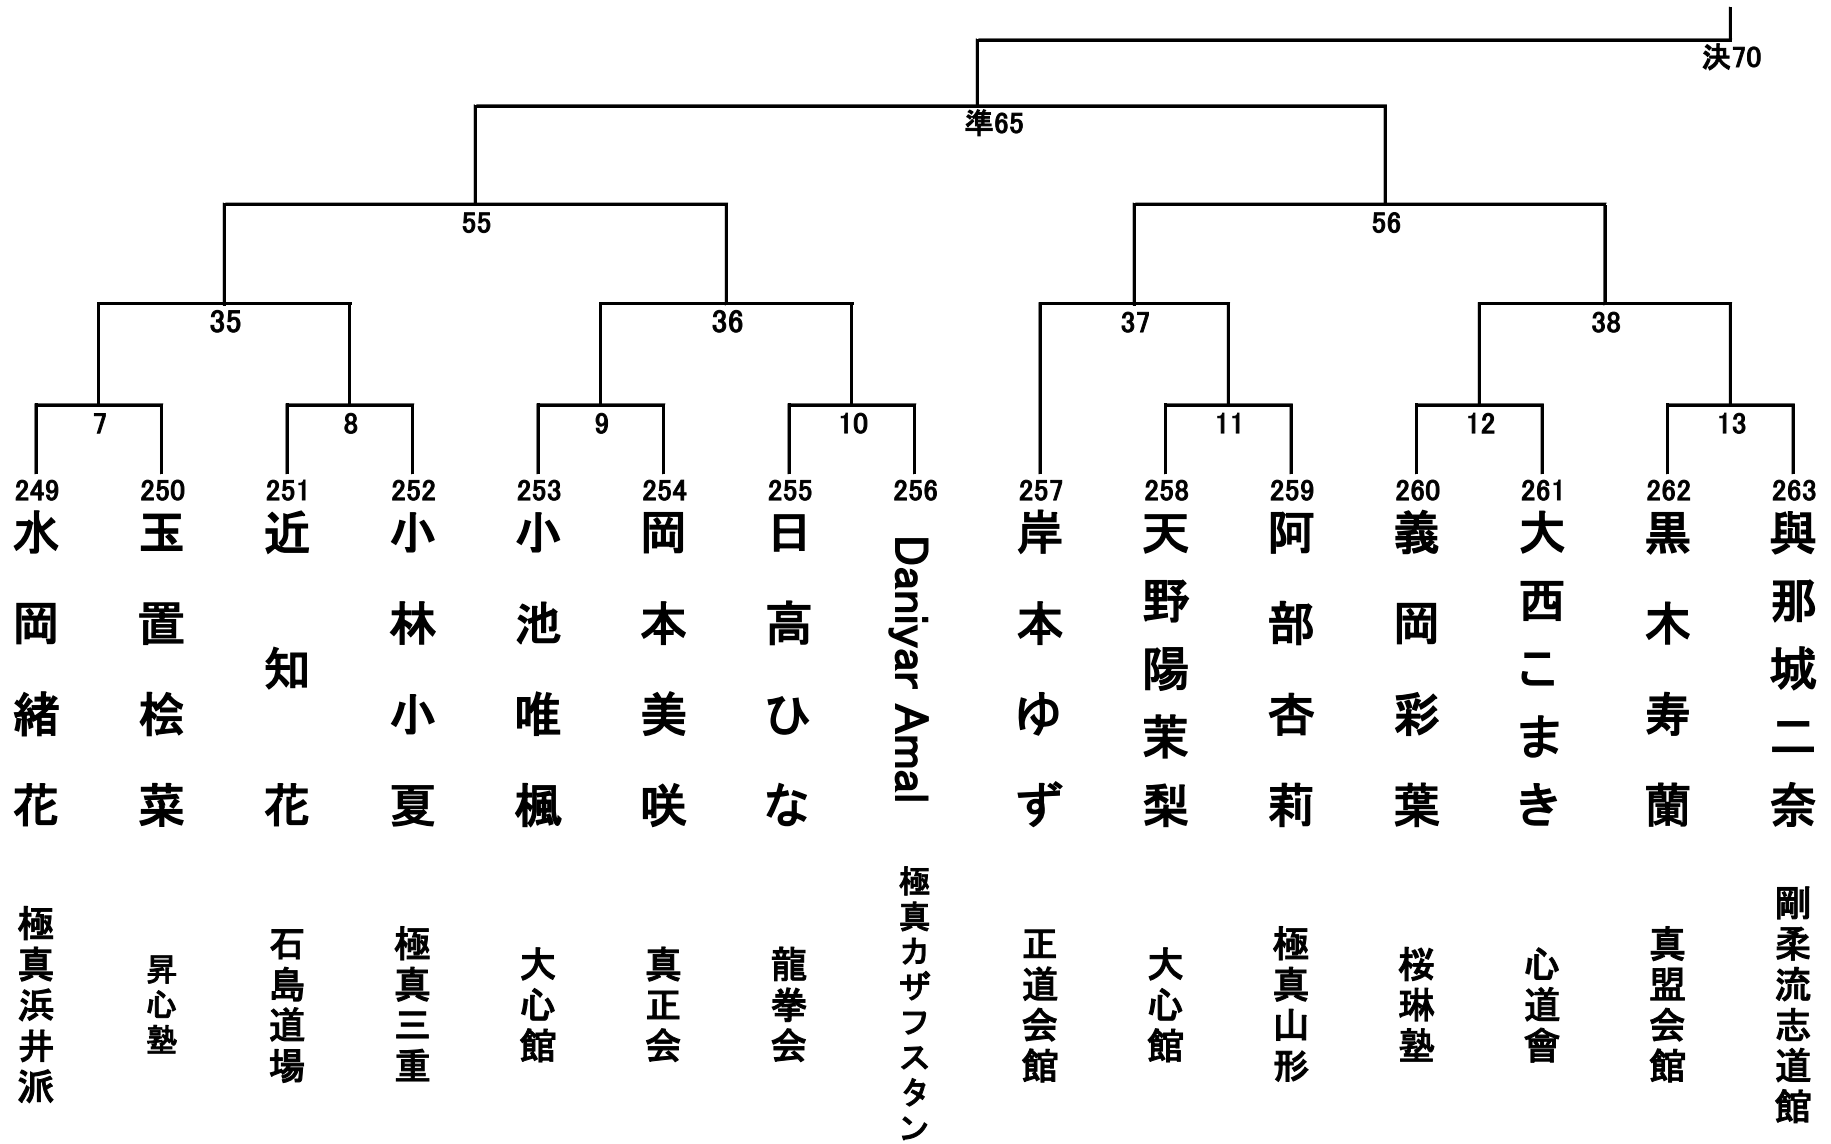 決70
準65
55
56
35
36
37
38
7
8
9
10
11
12
13
249
水岡緒花
極真浜井派
250
玉置桧菜
昇心塾
251
近知花
石島道場
252
小林小夏
極真三重
253
小池唯楓
大心館
254
岡本美咲
真正会
255
日高ひな
龍拳会
256
Daniyar Amal
極真カザフスタン
257
岸本ゆず
正道会館
258
天野陽茉梨
大心館
259
阿部杏莉
極真山形
260
義岡彩葉
桜琳塾
261
大西こまき
心道會
262
黒木寿蘭
真盟会館
263
與那城ニ奈
剛柔流志道館